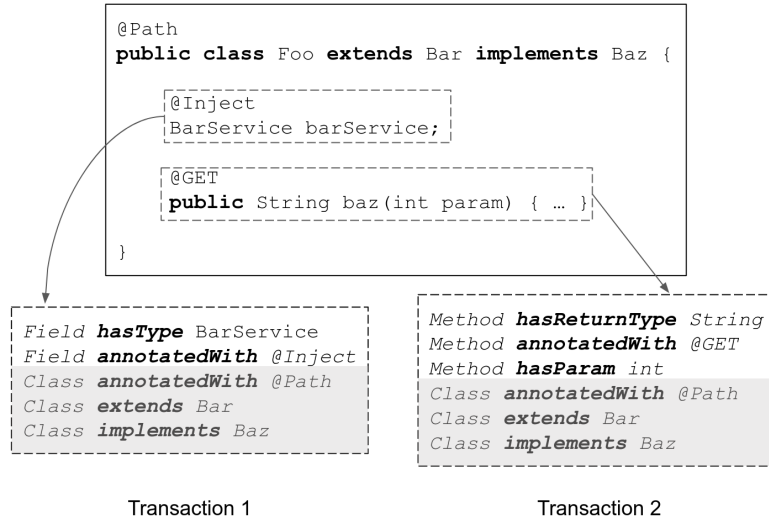 @Path
public class Foo extends Bar implements Baz {
@Inject
BarService barService;
@GET
public String baz(int param) { … }
}
Field hasType BarService
Field annotatedWith @Inject
Class annotatedWith @Path
Class extends Bar
Class implements Baz
Method hasReturnType String
Method annotatedWith @GET
Method hasParam int
Class annotatedWith @Path
Class extends Bar
Class implements Baz
Transaction 1
Transaction 2